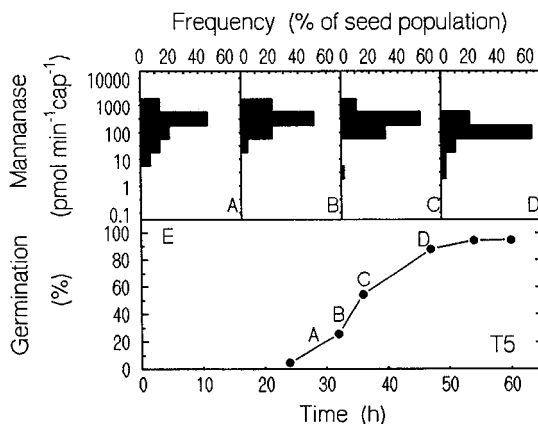 Frequency (% of seed population)
0 20 40 60 0 20 40 60 0 20 40 60 0 20 40 60
Mannanase
(pmol min⁻¹cap⁻¹)
10000
1000
100
10
1
0.1
A B C D
Germination
(%)
100
80
60
40
20
0
E
A
B
C
D
T5
0 10 20 30 40 50 60
Time (h)